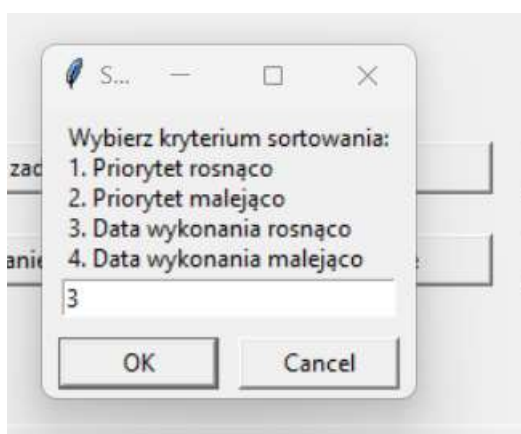 S...
Wybierz kryterium sortowania:
1. Priorytet rosnąco
2. Priorytet malejąco
3. Data wykonania rosnąco
4. Data wykonania malejąco
3
OK Cancel